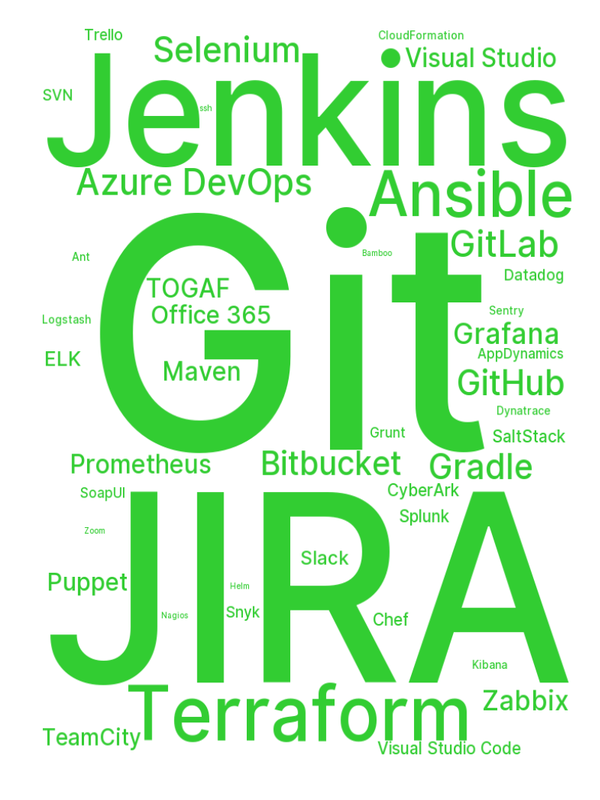 Trello
CloudFormation
Selenium
Visual Studio
SVN
Jenkins
ssh
Azure DevOps
Ansible
Git
GitLab
Bamboo
Ant
Datadog
TOGAF
Office 365
Sentry
Logstash
Grafana
ELK
AppDynamics
Maven
GitHub
Dynatrace
Grunt
SaltStack
Prometheus
Bitbucket
Gradle
SoapUI
CyberArk
JIRA
Splunk
Zoom
Slack
Puppet
Helm
Nagios
Snyk
Chef
Kibana
Terraform
Zabbix
TeamCity
Visual Studio Code